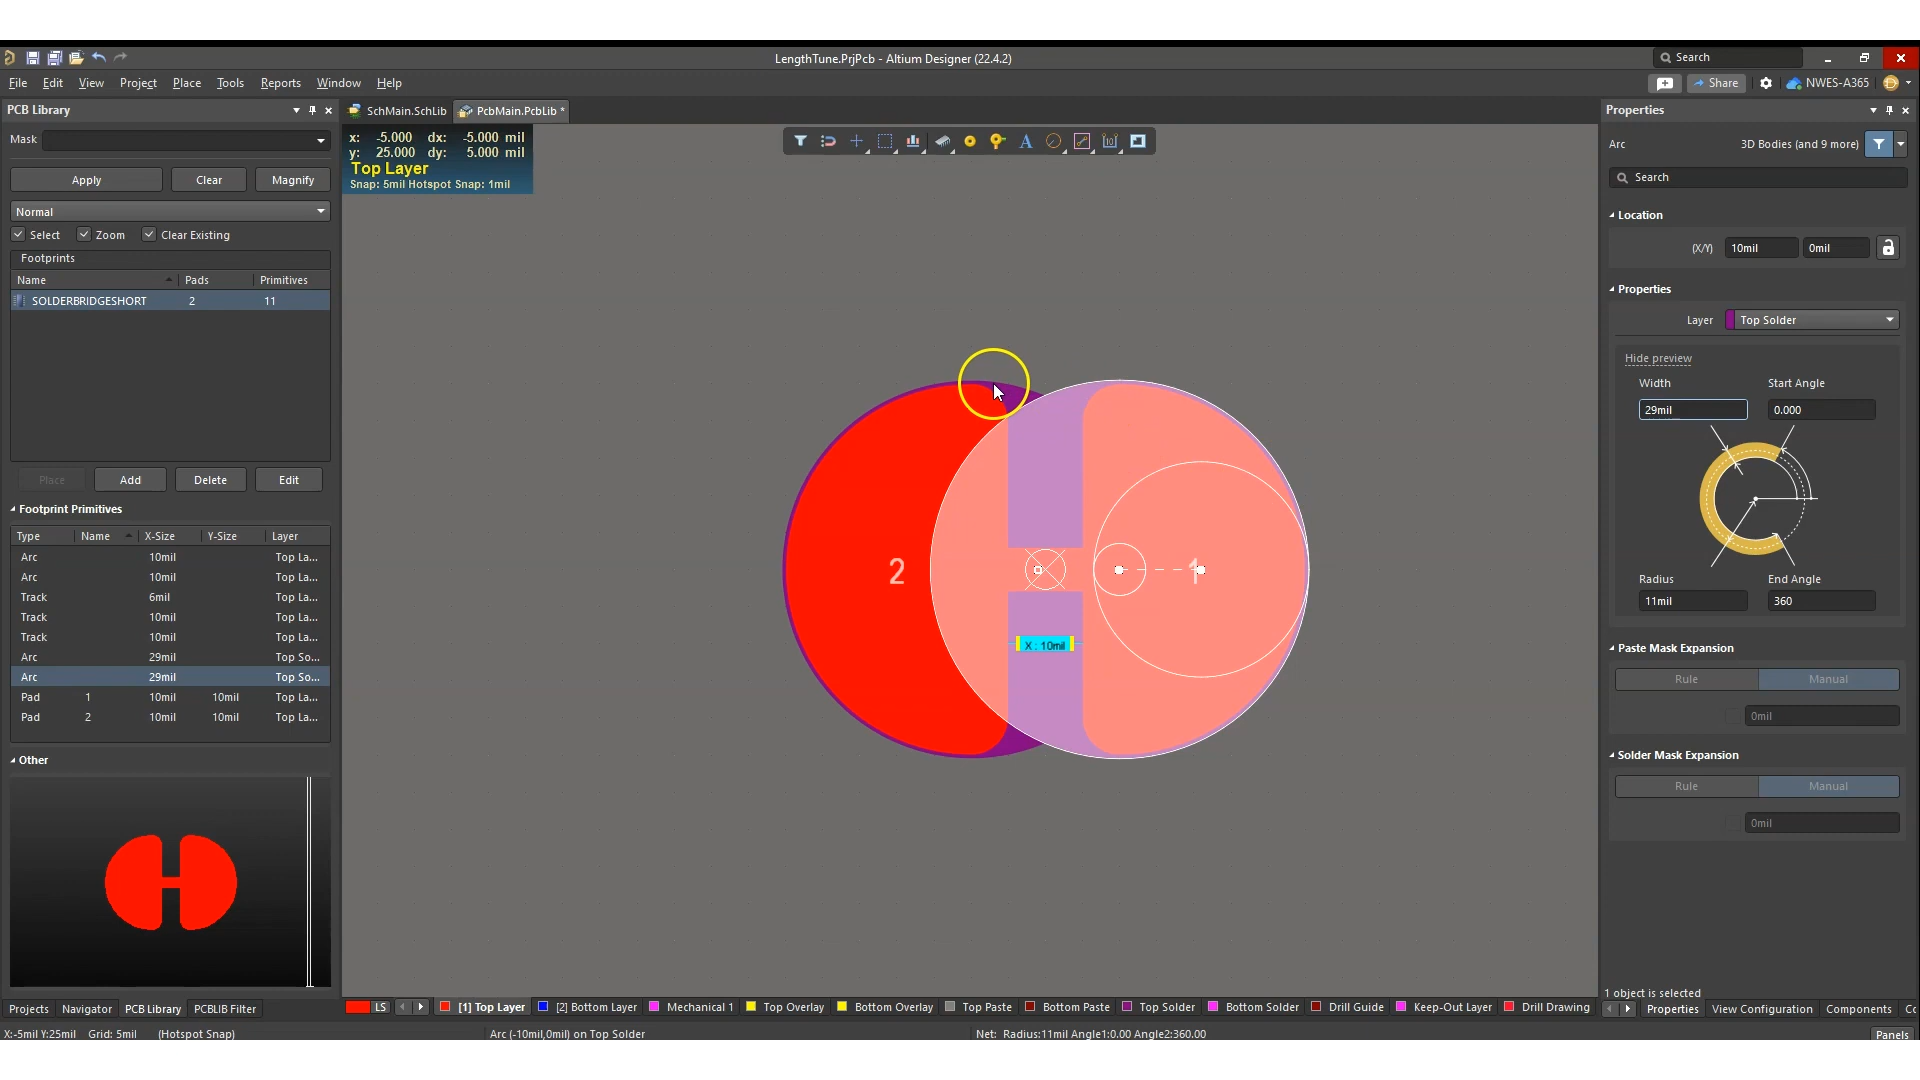 LengthTune.PrjPcb - Altium Designer (22.4.2)
Search
File Edit View Project Place Tools Reports Window Help
Share
NWES-A365
PCB Library
SchMain.SchLib
PcbMain.PcbLib *
Properties
Mask
x: -5.000 dx: -5.000 mil
y: 25.000 dy: 5.000 mil
Top Layer
Snap: 5mil Hotspot Snap: 1mil
Arc
3D Bodies (and 9 more)
Apply Clear Magnify
Search
Normal
Select Zoom Clear Existing
Footprints
Name Pads Primitives
SOLDERBRIDGESHORT 2 11
Place Add Delete Edit
Footprint Primitives
Type Name X-Size Y-Size Layer
Arc 10mil Top La...
Arc 10mil Top La...
Track 6mil Top La...
Track 10mil Top La...
Track 10mil Top La...
Arc 29mil Top So...
Arc 29mil Top So...
Pad 1 10mil 10mil Top La...
Pad 2 10mil 10mil Top La...
Other
2
1
X : 10mil
Location
(X/Y) 10mil 0mil
Properties
Layer Top Solder
Hide preview
Width Start Angle
29mil 0.000
Radius End Angle
11mil 360
Paste Mask Expansion
Rule Manual
0mil
Solder Mask Expansion
Rule Manual
0mil
1 object is selected
Projects Navigator PCB Library PCBLIB Filter
LS [1] Top Layer [2] Bottom Layer Mechanical 1 Top Overlay Bottom Overlay Top Paste Bottom Paste Top Solder Bottom Solder Drill Guide Keep-Out Layer Drill Drawing
Properties View Configuration Components Cc
X:-5mil Y:25mil Grid: 5mil (Hotspot Snap)
Arc (-10mil,0mil) on Top Solder
Net: Radius:11mil Angle1:0.00 Angle2:360.00
Panels